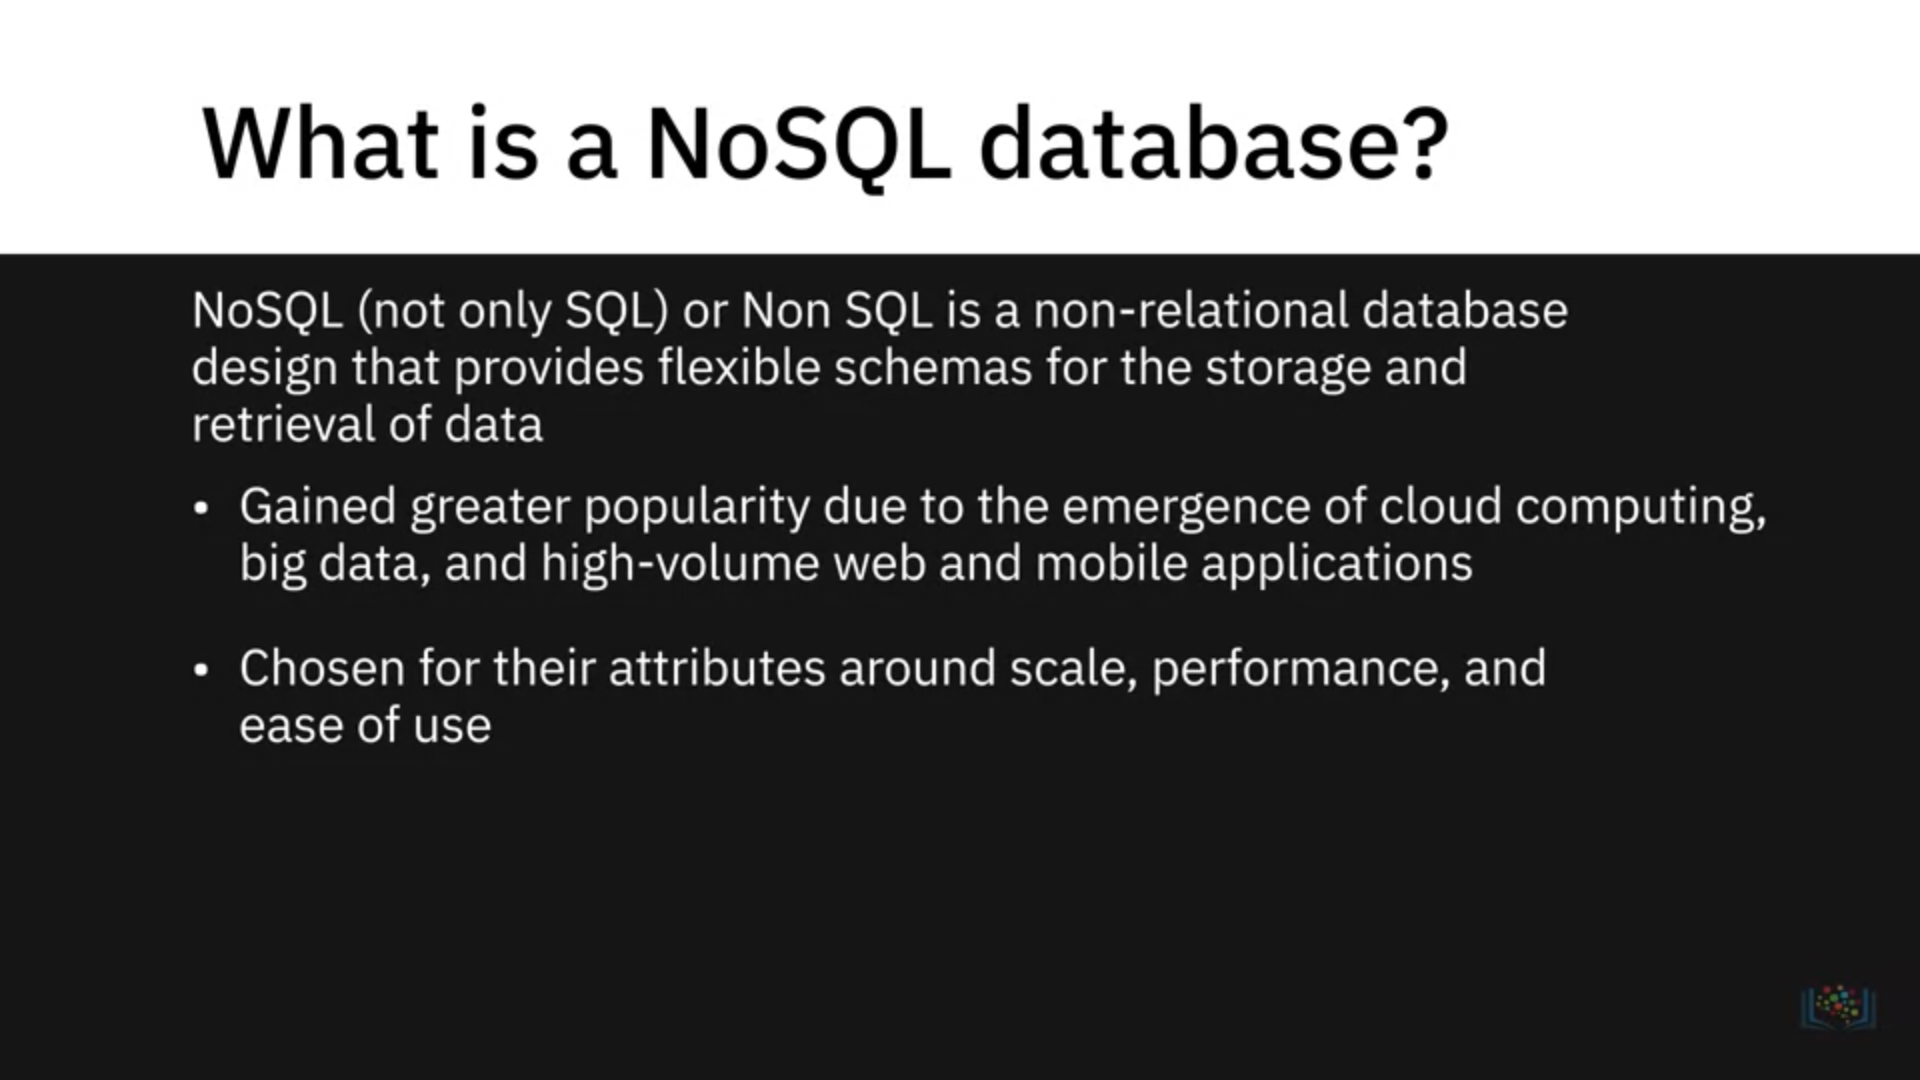 What is a NoSQL database?
NoSQL (not only SQL) or Non SQL is a non-relational database
design that provides flexible schemas for the storage and
retrieval of data
• Gained greater popularity due to the emergence of cloud computing,
big data, and high-volume web and mobile applications
• Chosen for their attributes around scale, performance, and
ease of use